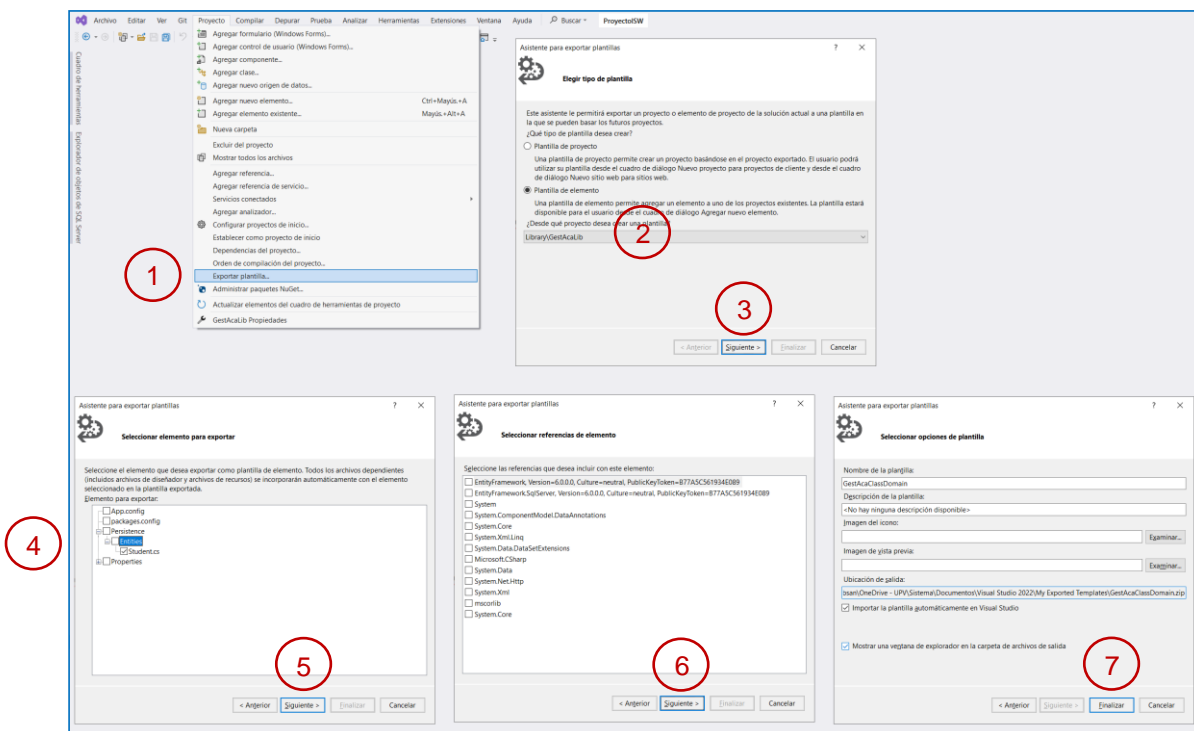 Archivo Editar Ver Git Proyecto Compilar Depurar Prueba Analizar Herramientas Extensiones Ventana Ayuda Buscar ProyectoISW
Cuadro de herramientas
Explorador de objetos de SQL Server
Agregar formulario (Windows Forms)...
Agregar control de usuario (Windows Forms)...
Agregar componente...
Agregar clase...
Agregar nuevo origen de datos...
Agregar nuevo elemento... Ctrl+Mayús.+A
Agregar elemento existente... Mayús.+Alt+A
Nueva carpeta
Excluir del proyecto
Mostrar todos los archivos
Agregar referencia...
Agregar referencia de servicio...
Servicios conectados
Agregar analizador...
Configurar proyectos de inicio...
Establecer como proyecto de inicio
Dependencias del proyecto...
Orden de compilación del proyecto...
Exportar plantilla...
Administrar paquetes NuGet...
Actualizar elementos del cuadro de herramientas de proyecto
GestAcaLib Propiedades
1
Asistente para exportar plantillas ? ×
Elegir tipo de plantilla
Este asistente le permitirá exportar un proyecto o elemento de proyecto de la solución actual a una plantilla en
la que se pueden basar los futuros proyectos.
¿Qué tipo de plantilla desea crear?
Plantilla de proyecto
Una plantilla de proyecto permite crear un proyecto basándose en el proyecto exportado. El usuario podrá
utilizar su plantilla desde el cuadro de diálogo Nuevo proyecto para proyectos de cliente y desde el cuadro
de diálogo Nuevo sitio web para sitios web.
Plantilla de elemento
Una plantilla de elemento permite agregar un elemento a uno de los proyectos existentes. La plantilla estará
disponible para el usuario desde el cuadro de diálogo Agregar nuevo elemento.
¿Desde qué proyecto desea crear una plantilla?
Library\GestAcaLib
2
3
< Anterior Siguiente > Finalizar Cancelar
Asistente para exportar plantillas ? ×
Seleccionar elemento para exportar
Seleccione el elemento que desea exportar como plantilla de elemento. Todos los archivos dependientes
(incluidos archivos de diseñador y archivos de recursos) se incorporarán automáticamente con el elemento
seleccionado en la plantilla exportada.
Elemento para exportar:
App.config
packages.config
Persistence
Entities
Student.cs
Properties
4
5
< Anterior Siguiente > Finalizar Cancelar
Asistente para exportar plantillas ? ×
Seleccionar referencias de elemento
Seleccione las referencias que desea incluir con este elemento:
EntityFramework, Version=6.0.0.0, Culture=neutral, PublicKeyToken=B77A5C561934E089
EntityFramework.SqlServer, Version=6.0.0.0, Culture=neutral, PublicKeyToken=B77A5C561934E089
System
System.ComponentModel.DataAnnotations
System.Core
System.Xml.Linq
System.Data.DataSetExtensions
Microsoft.CSharp
System.Data
System.Net.Http
System.Xml
mscorlib
System.Core
6
< Anterior Siguiente > Finalizar Cancelar
Asistente para exportar plantillas ? ×
Seleccionar opciones de plantilla
Nombre de la plantilla:
GestAcaClassDomain
Descripción de la plantilla:
<No hay ninguna descripción disponible>
Imagen del icono:
Examinar...
Imagen de vista previa:
Examinar...
Ubicación de salida:
bsan\OneDrive - UPV\Sistema\Documentos\Visual Studio 2022\My Exported Templates\GestAcaClassDomain.zip
Importar la plantilla automáticamente en Visual Studio
Mostrar una ventana de explorador en la carpeta de archivos de salida
7
< Anterior Siguiente > Finalizar Cancelar